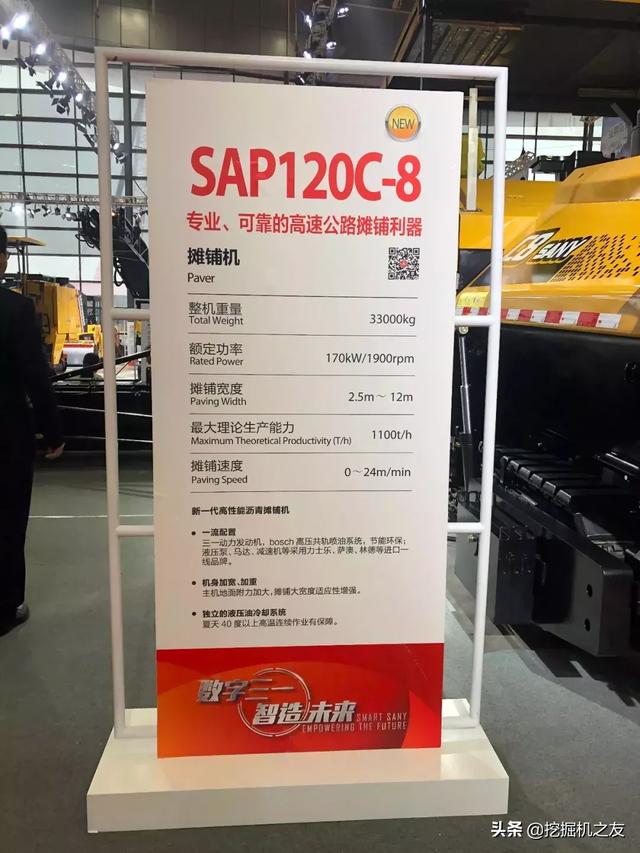 NEW
SAP120C-8
专业、可靠的高速公路摊铺利器
摊铺机
Paver
整机重量
Total Weight
33000kg
额定功率
Rated Power
170kW/1900rpm
摊铺宽度
Paving Width
2.5m～12m
最大理论生产能力
Maximum Theoretical Productivity (T/h)
1100t/h
摊铺速度
Paving Speed
0～24m/min
新一代高性能沥青摊铺机
• 一流配置
三一动力发动机，bosch高压共轨喷油系统，节能环保；
液压泵、马达、减速机等采用力士乐、萨澳、林德等进口一
线品牌。
• 机身加宽、加重
主机地面附力加大，摊铺大宽度适应性增强。
• 独立的液压油冷却系统
夏天40度以上高温连续作业有保障。
数字三一
智造未来
SMART SANY
EMPOWERING THE FUTURE
C8 SANY
头条 @挖掘机之友